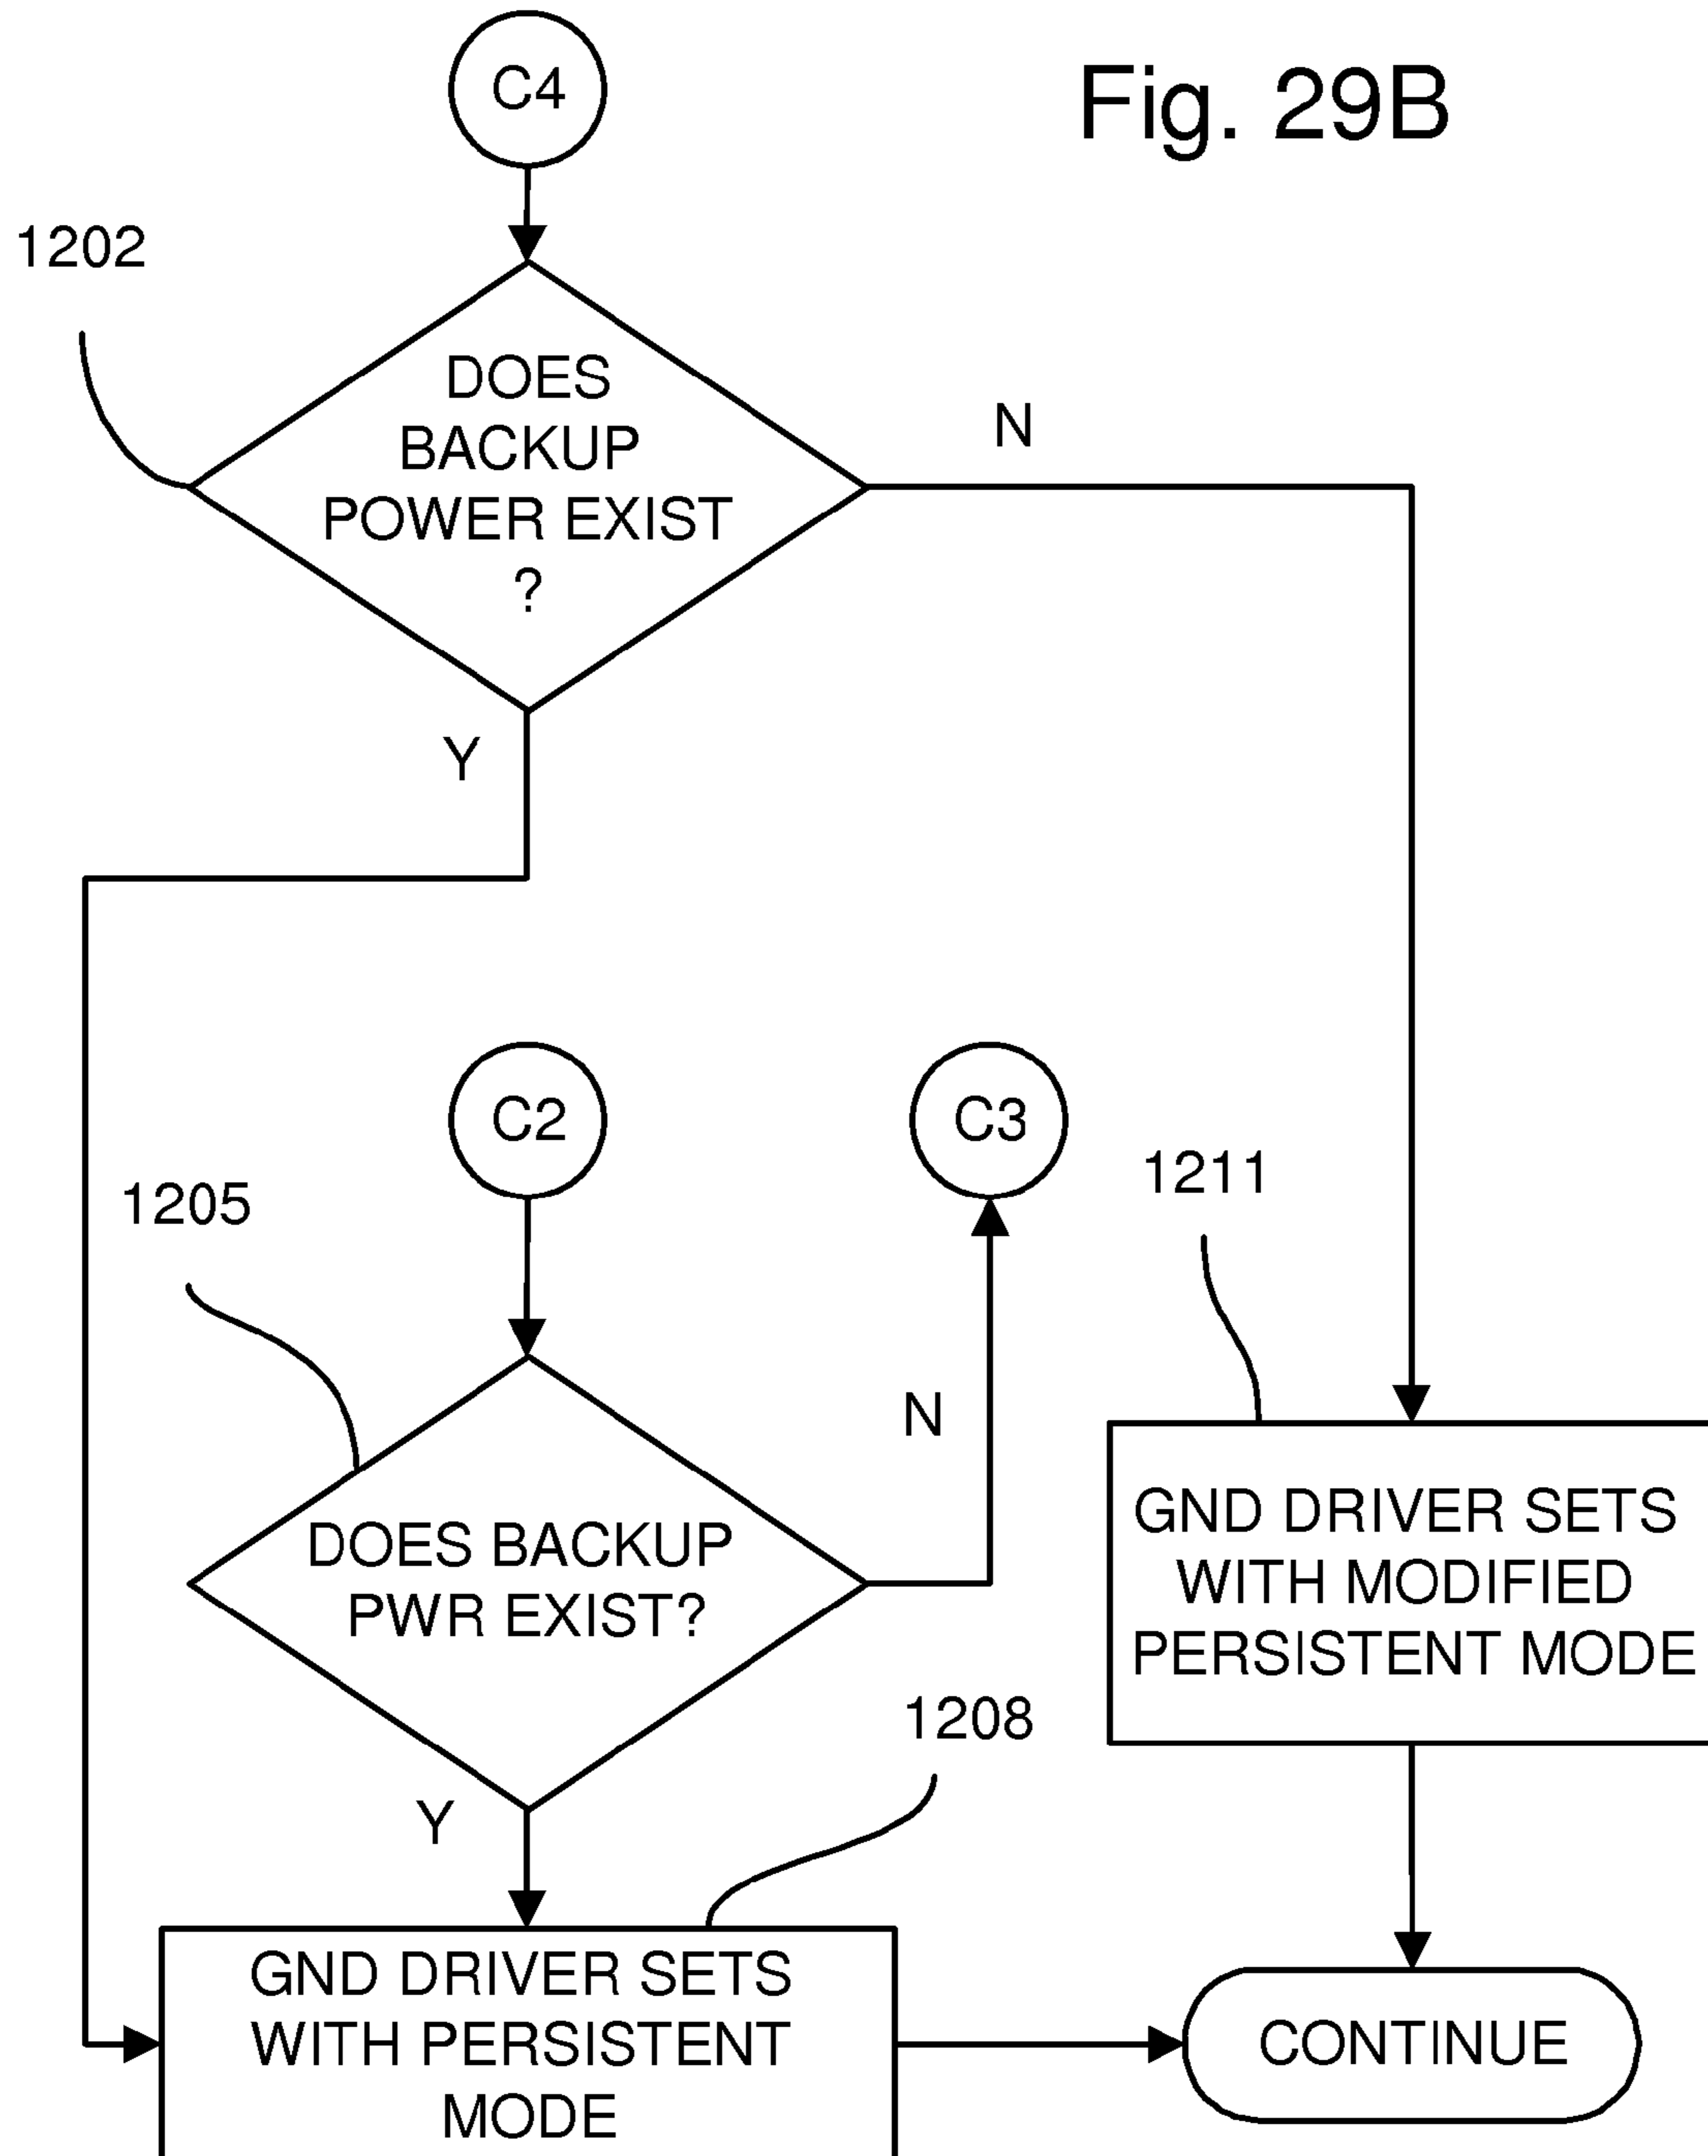 C4
Fig. 29B
1202
DOES
BACKUP
POWER EXIST
?
N
Y
C2
C3
1205
1211
N
DOES BACKUP
PWR EXIST?
GND DRIVER SETS
WITH MODIFIED
PERSISTENT MODE
1208
Y
GND DRIVER SETS
WITH PERSISTENT
MODE
CONTINUE